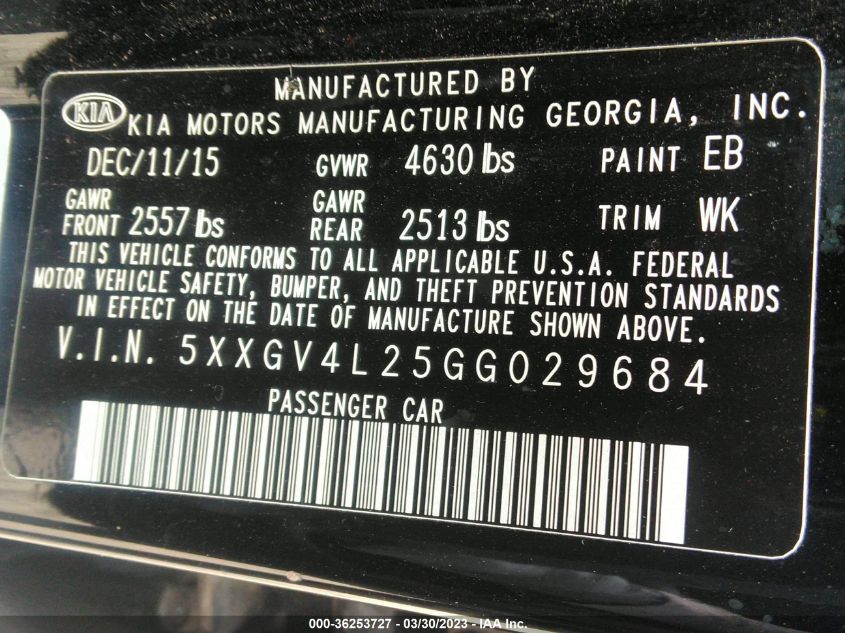 MANUFACTURED BY
KIA KIA MOTORS MANUFACTURING GEORGIA, INC.
DEC/11/15 GVWR 4630 lbs PAINT EB
GAWR GAWR
FRONT 2557 lbs REAR 2513 lbs TRIM WK
THIS VEHICLE CONFORMS TO ALL APPLICABLE U.S.A. FEDERAL
MOTOR VEHICLE SAFETY, BUMPER, AND THEFT PREVENTION STANDARDS
IN EFFECT ON THE DATE OF MANUFACTURE SHOWN ABOVE.
V.I.N. 5XXGV4L25GG029684
PASSENGER CAR
000-36253727 - 03/30/2023 - IAA Inc.